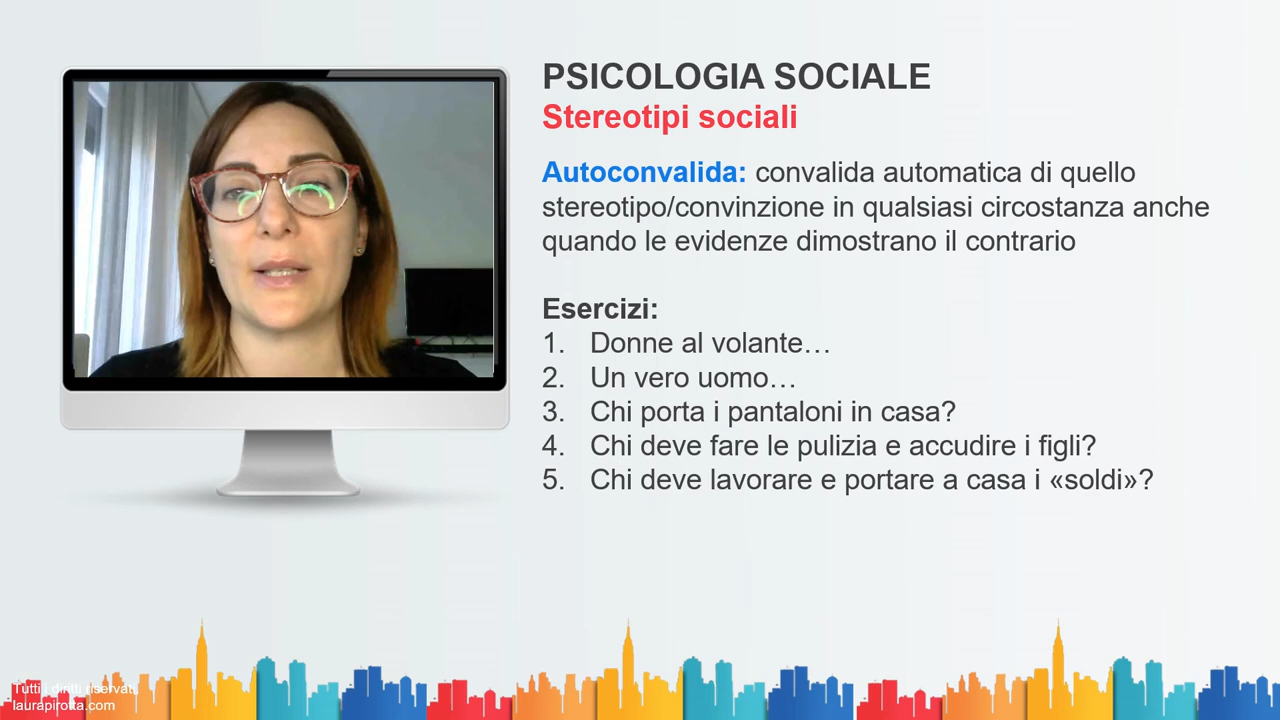 PSICOLOGIA SOCIALE
Stereotipi sociali
Autoconvalida: convalida automatica di quello
stereotipo/convinzione in qualsiasi circostanza anche
quando le evidenze dimostrano il contrario
Esercizi:
1. Donne al volante…
2. Un vero uomo…
3. Chi porta i pantaloni in casa?
4. Chi deve fare le pulizia e accudire i figli?
5. Chi deve lavorare e portare a casa i «soldi»?
Tutti i diritti riservati
laurapirotta.com